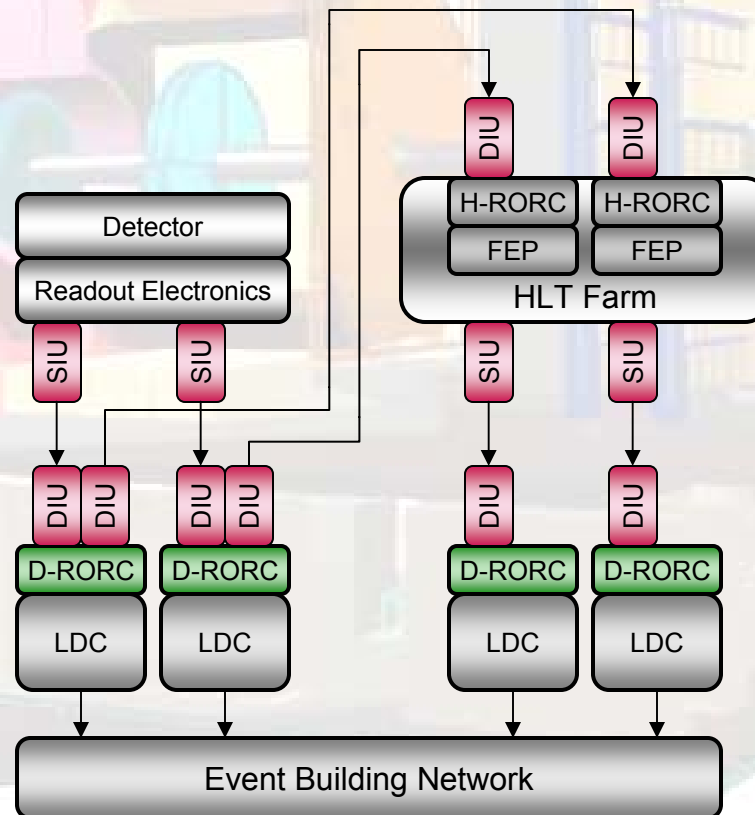 DIU
DIU
H-RORC
H-RORC
FEP
FEP
HLT Farm
Detector
Readout Electronics
SIU
SIU
SIU
SIU
DIU
DIU
DIU
DIU
DIU
DIU
D-RORC
D-RORC
D-RORC
D-RORC
LDC
LDC
LDC
LDC
Event Building Network